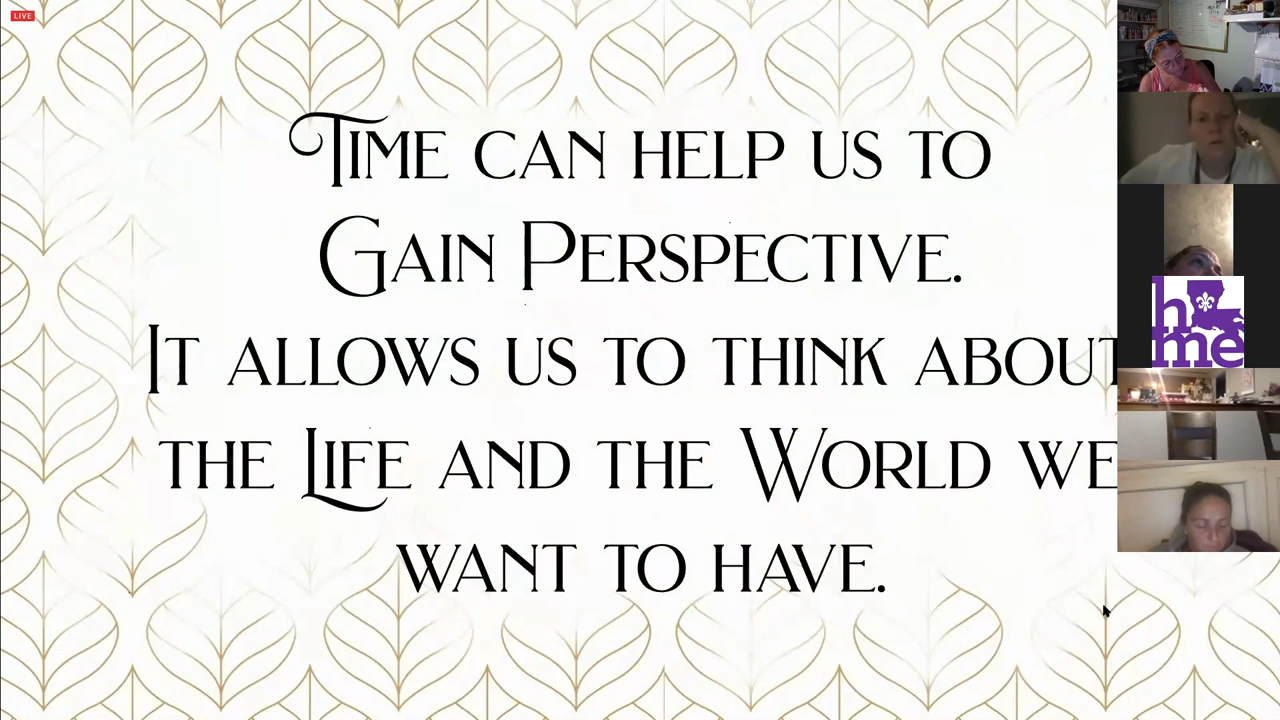 LIVE
TIME CAN HELP US TO
GAIN PERSPECTIVE.
IT ALLOWS US TO THINK ABOUT
THE LIFE AND THE WORLD WE
WANT TO HAVE.
home